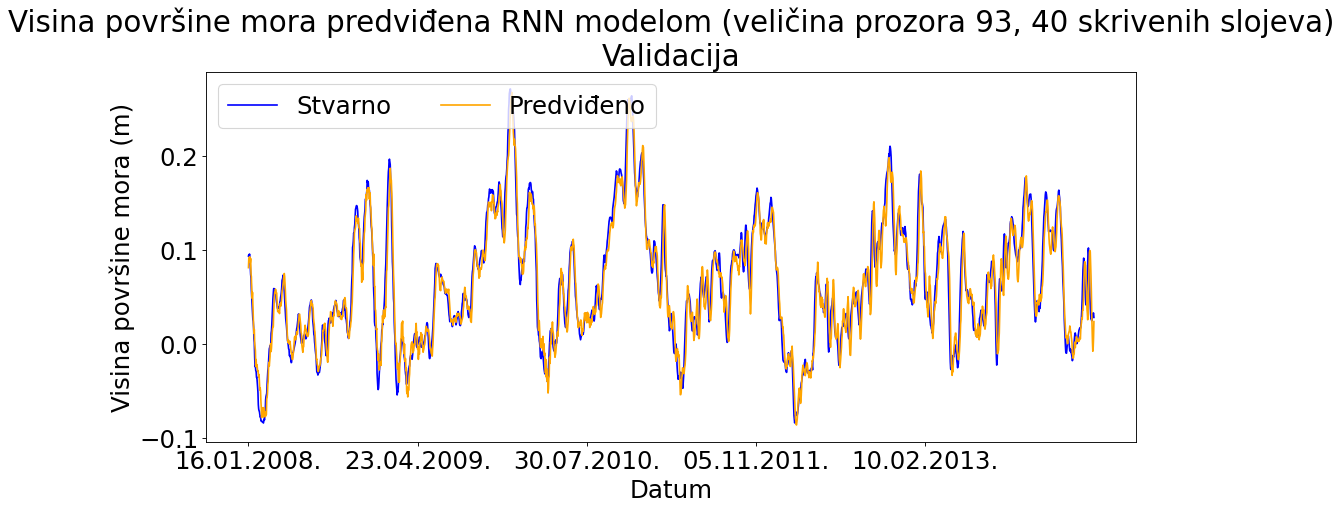 Visina površine mora predviđena RNN modelom (veličina prozora 93, 40 skrivenih slojeva)
Validacija
Stvarno
Predviđeno
Visina površine mora (m)
0.2
0.1
0.0
−0.1
16.01.2008.
23.04.2009.
30.07.2010.
05.11.2011.
10.02.2013.
Datum